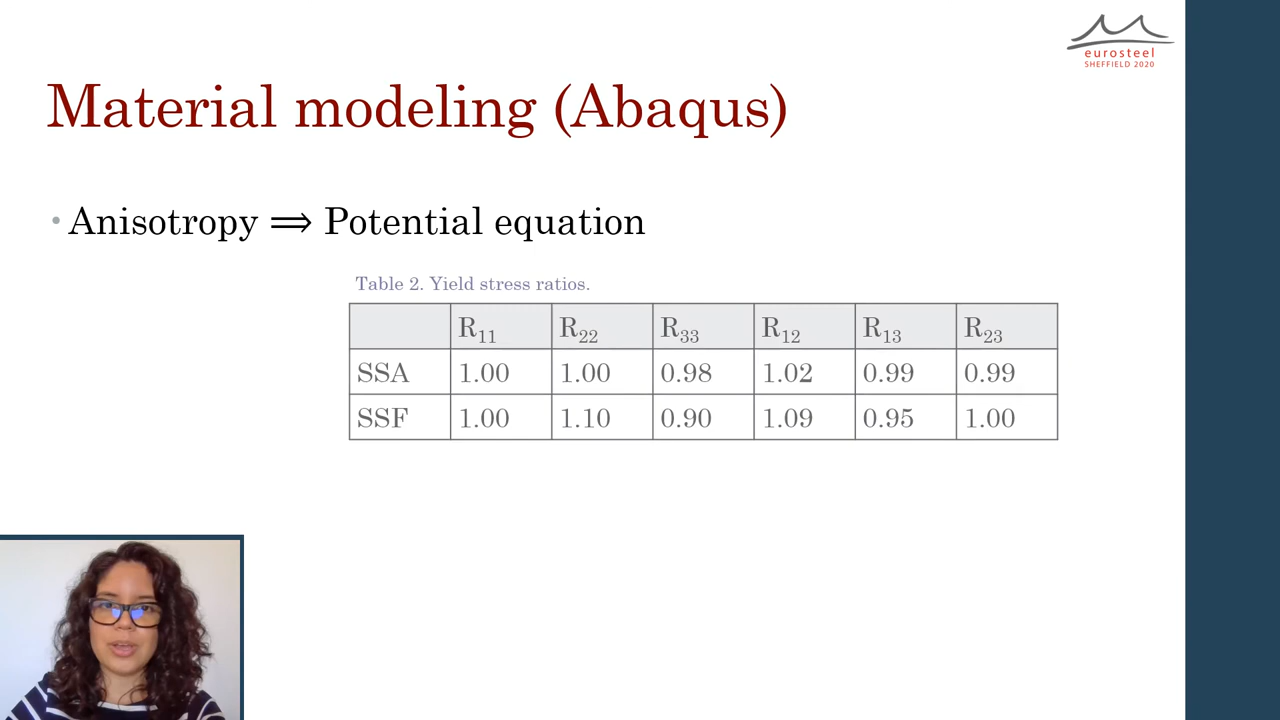 eurosteel
SHEFFIELD 2020
Material modeling (Abaqus)
• Anisotropy ⟹ Potential equation
Table 2. Yield stress ratios.
R11 R22 R33 R12 R13 R23
SSA 1.00 1.00 0.98 1.02 0.99 0.99
SSF 1.00 1.10 0.90 1.09 0.95 1.00